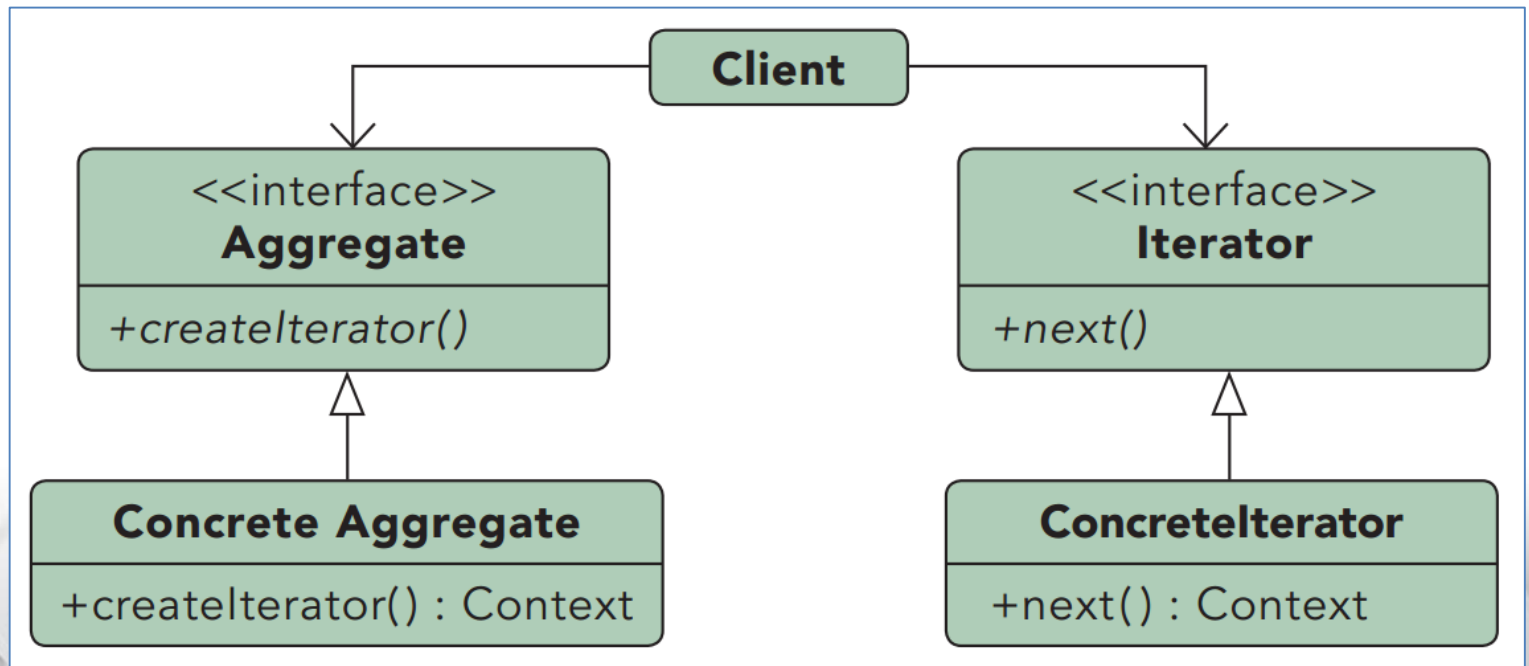 Client
<<interface>>
Aggregate
+createIterator()
<<interface>>
Iterator
+next()
Concrete Aggregate
+createIterator() : Context
ConcreteIterator
+next() : Context